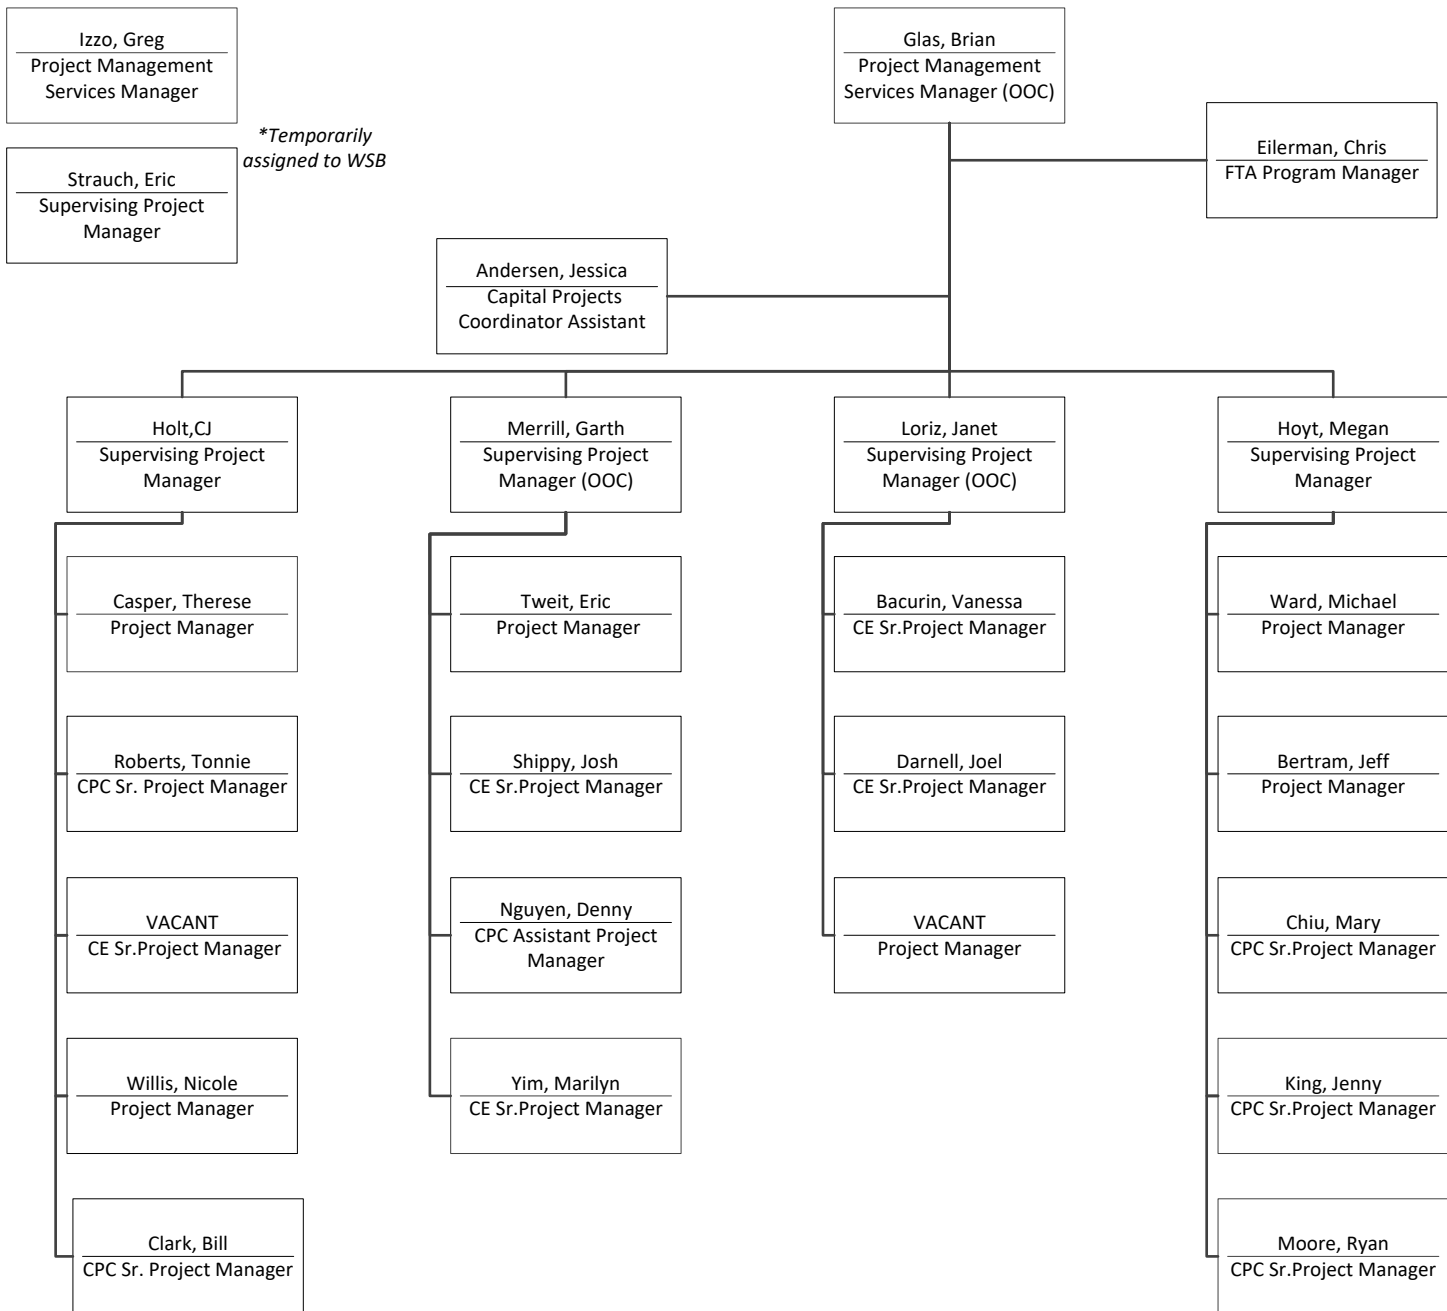 Izzo, Greg
Project Management
Services Manager
Glas, Brian
Project Management
Services Manager (OOC)
*Temporarily
assigned to WSB
Eilerman, Chris
FTA Program Manager
Strauch, Eric
Supervising Project
Manager
Andersen, Jessica
Capital Projects
Coordinator Assistant
Holt,CJ
Supervising Project
Manager
Merrill, Garth
Supervising Project
Manager (OOC)
Loriz, Janet
Supervising Project
Manager (OOC)
Hoyt, Megan
Supervising Project
Manager
Casper, Therese
Project Manager
Tweit, Eric
Project Manager
Bacurin, Vanessa
CE Sr.Project Manager
Ward, Michael
Project Manager
Roberts, Tonnie
CPC Sr. Project Manager
Shippy, Josh
CE Sr.Project Manager
Darnell, Joel
CE Sr.Project Manager
Bertram, Jeff
Project Manager
VACANT
CE Sr.Project Manager
Nguyen, Denny
CPC Assistant Project
Manager
VACANT
Project Manager
Chiu, Mary
CPC Sr.Project Manager
Willis, Nicole
Project Manager
Yim, Marilyn
CE Sr.Project Manager
King, Jenny
CPC Sr.Project Manager
Clark, Bill
CPC Sr. Project Manager
Moore, Ryan
CPC Sr.Project Manager